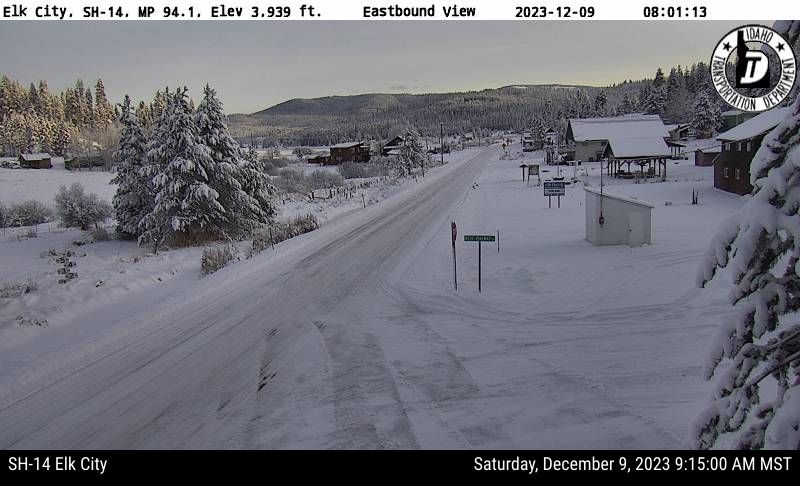 Elk City, SH-14, MP 94.1, Elev 3,939 ft. Eastbound View 2023-12-09 08:01:13
IDAHO
TRANSPORTATION DEPARTMENT
SH-14 Elk City Saturday, December 9, 2023 9:15:00 AM MST